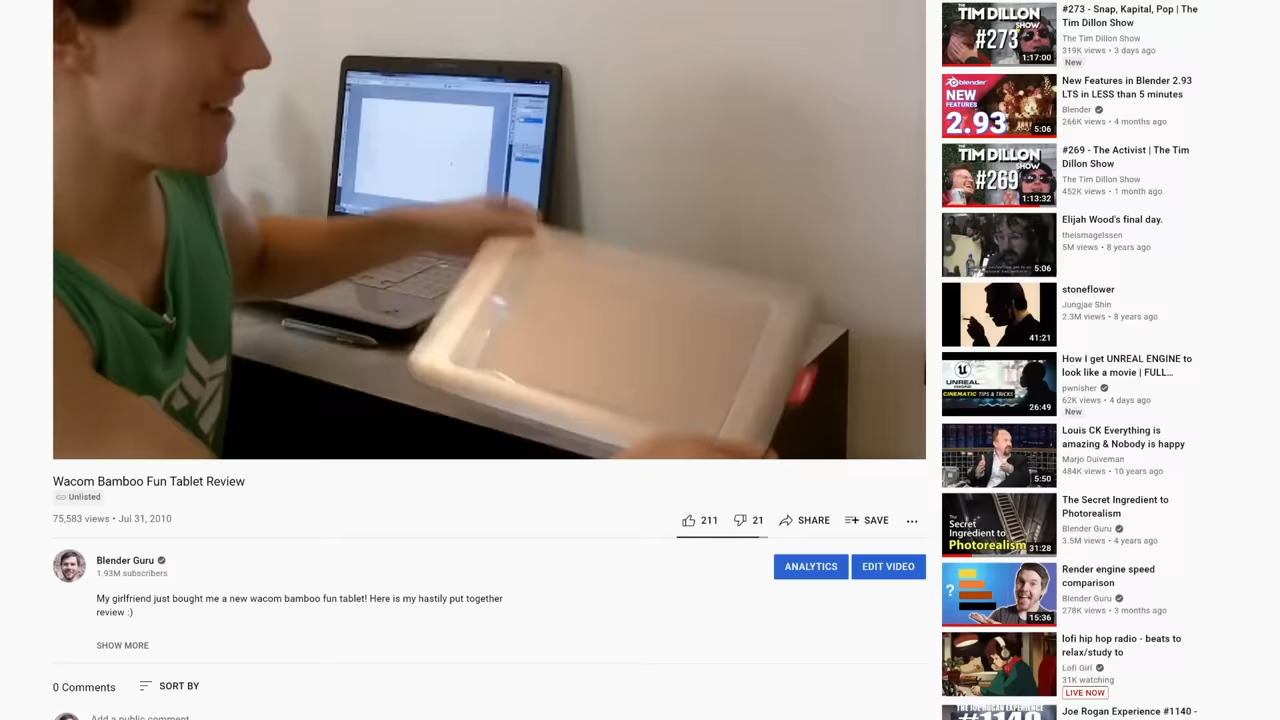 Wacom Bamboo Fun Tablet Review
Unlisted
75,583 views • Jul 31, 2010
211
21
SHARE
SAVE
Blender Guru
1.93M subscribers
ANALYTICS
EDIT VIDEO
My girlfriend just bought me a new wacom bamboo fun tablet! Here is my hastily put together
review :)
SHOW MORE
0 Comments
SORT BY
Add a public comment
THE
TIM DILLON
SHOW
#273
1:17:00
#273 - Snap, Kapital, Pop | The
Tim Dillon Show
The Tim Dillon Show
319K views • 3 days ago
New
blender
NEW
FEATURES
2.93
5:06
New Features in Blender 2.93
LTS in LESS than 5 minutes
Blender
266K views • 4 months ago
THE
TIM DILLON
SHOW
#269
1:13:32
#269 - The Activist | The Tim
Dillon Show
The Tim Dillon Show
452K views • 1 month ago
5:06
Elijah Wood's final day.
theismagelssen
5M views • 8 years ago
41:21
stoneflower
Jungjae Shin
2.3M views • 8 years ago
UNREAL
ENGINE
CINEMATIC TIPS & TRICKS
26:49
How I get UNREAL ENGINE to
look like a movie | FULL...
pwnisher
62K views • 4 days ago
New
5:50
Louis CK Everything is
amazing & Nobody is happy
Marjo Duiveman
484K views • 10 years ago
The
Secret
Ingredient to
Photorealism
31:28
The Secret Ingredient to
Photorealism
Blender Guru
3.5M views • 4 years ago
?
15:36
Render engine speed
comparison
Blender Guru
278K views • 3 months ago
lofi hip hop radio - beats to
relax/study to
Lofi Girl
31K watching
LIVE NOW
THE JOE ROGAN EXPERIENCE
#1140
Joe Rogan Experience #1140 -